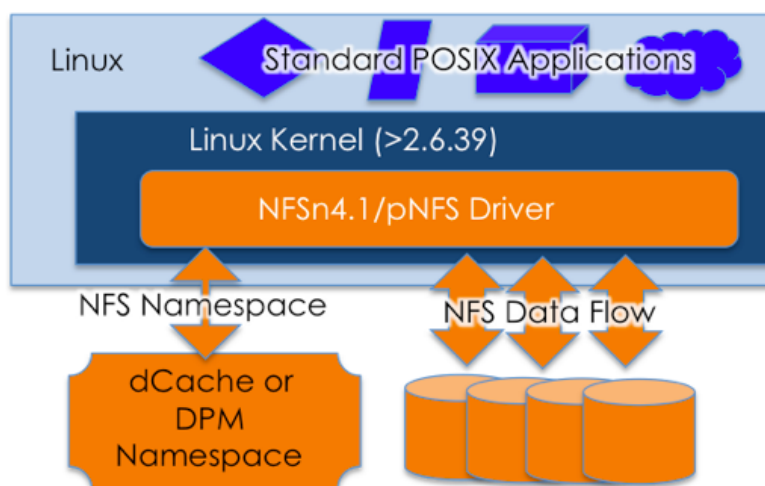 Linux
Standard POSIX Applications
Linux Kernel (>2.6.39)
NFSn4.1/pNFS Driver
NFS Namespace
NFS Data Flow
dCache or
DPM
Namespace